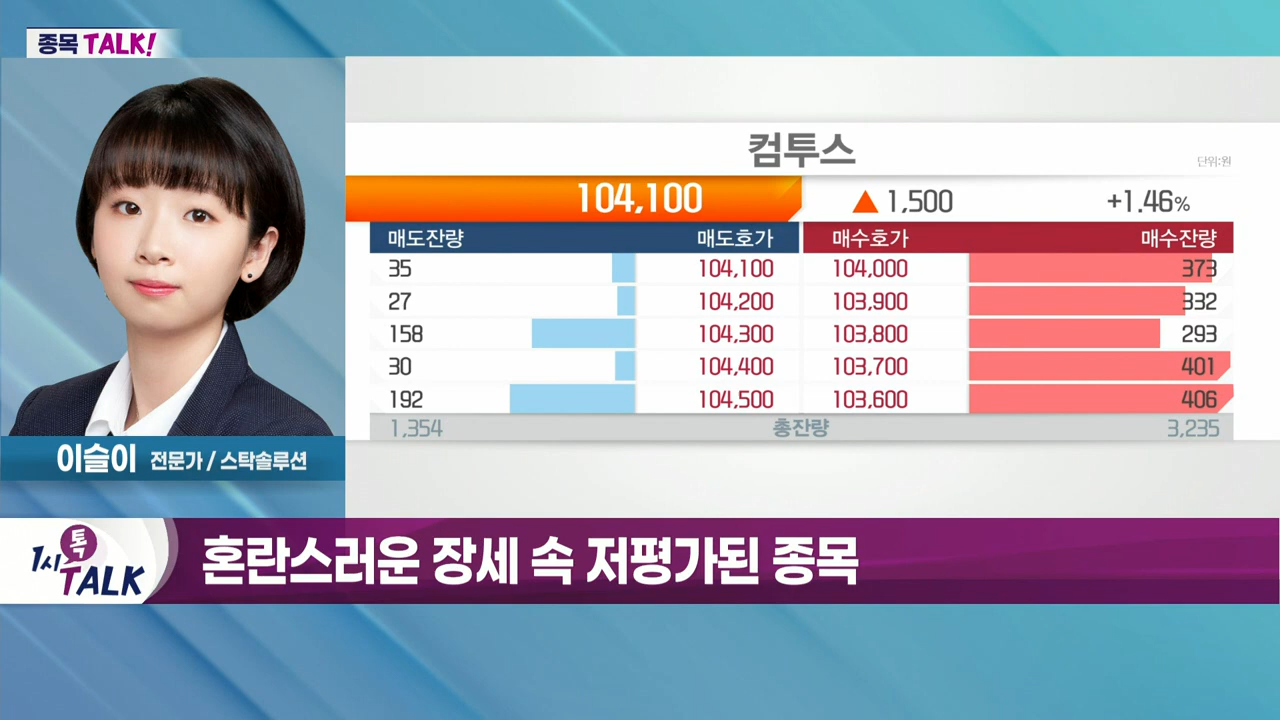 종목 TALK!
컴투스
단위:원
104,100 ▲ 1,500 +1.46%
매도잔량 매도호가 매수호가 매수잔량
35 104,100 104,000 373
27 104,200 103,900 332
158 104,300 103,800 293
30 104,400 103,700 401
192 104,500 103,600 406
1,354 총잔량 3,235
이슬이 전문가 / 스탁솔루션
1시 톡 TALK
혼란스러운 장세 속 저평가된 종목